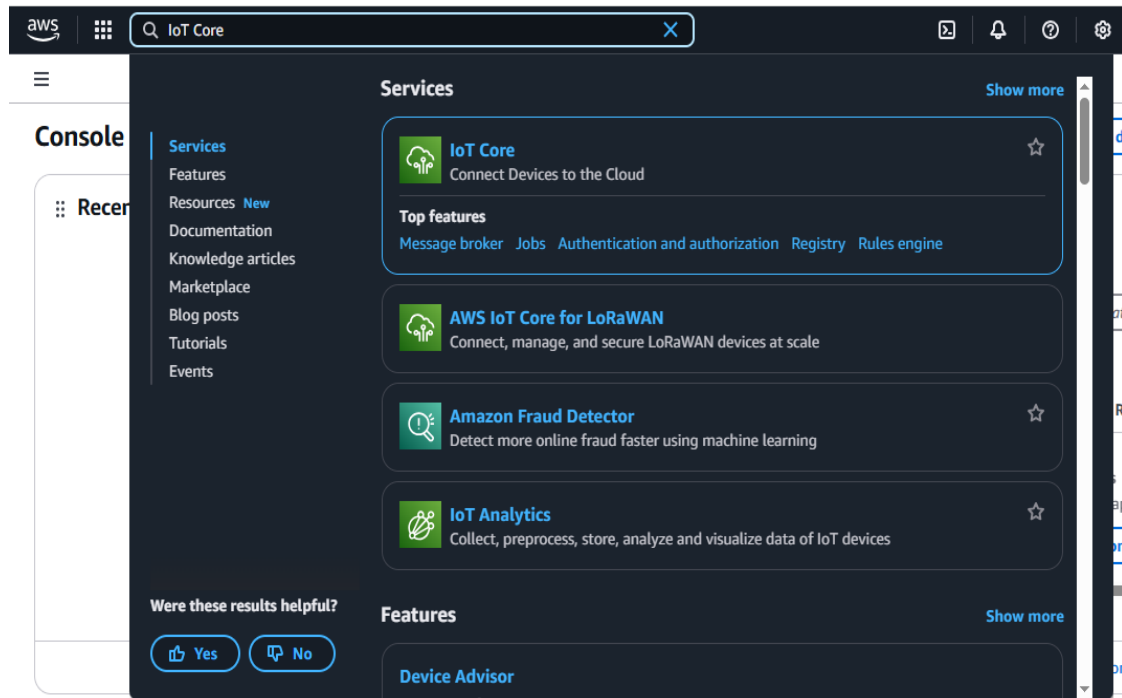 aws
IoT Core
Console
Recen
Services
Features
Resources New
Documentation
Knowledge articles
Marketplace
Blog posts
Tutorials
Events
Were these results helpful?
Yes
No
Services
Show more
IoT Core
Connect Devices to the Cloud
Top features
Message broker Jobs Authentication and authorization Registry Rules engine
AWS IoT Core for LoRaWAN
Connect, manage, and secure LoRaWAN devices at scale
Amazon Fraud Detector
Detect more online fraud faster using machine learning
IoT Analytics
Collect, preprocess, store, analyze and visualize data of IoT devices
Features
Show more
Device Advisor